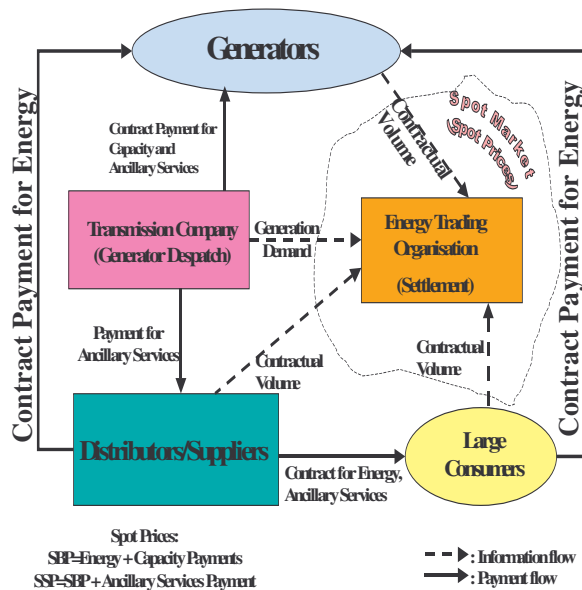 Generators
Contract Payment for Energy
Contract Payment for Energy
Contract Payment for
Capacity and
Ancillary Services
Contractual
Volume
Spot Market
(Spot Prices)
Transmission Company
(Generator Despatch)
Generation
Demand
Energy Trading
Organisation
(Settlement)
Payment for
Ancillary Services
Contractual
Volume
Contractual
Volume
Distributors/Suppliers
Contract for Energy,
Ancillary Services
Large
Consumers
Spot Prices:
SBP=Energy + Capacity Payments
SSP=SBP + Ancillary Services Payment
: Information flow
: Payment flow